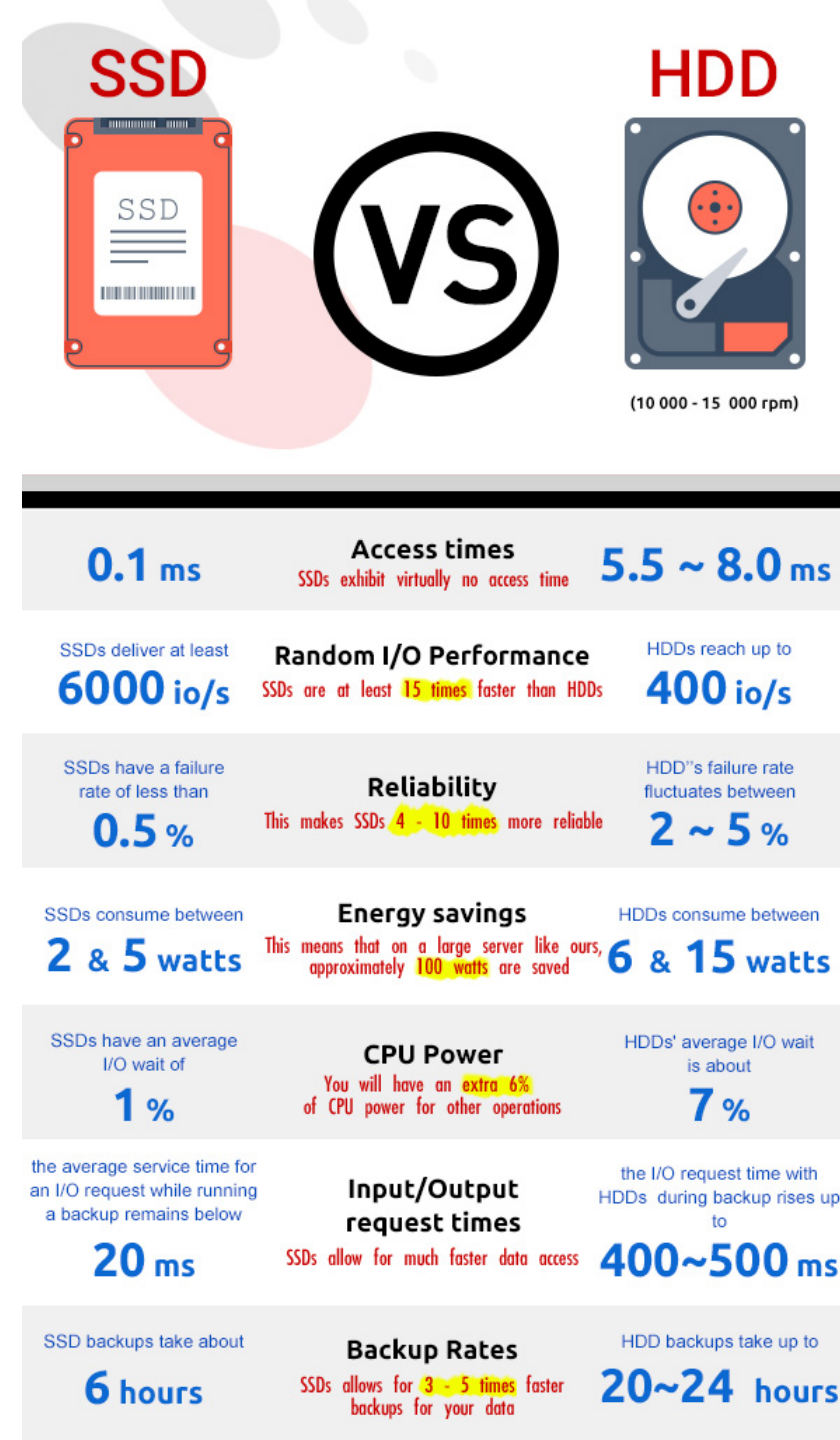 SSD
HDD
SSD
VS
(10 000 - 15 000 rpm)
0.1 ms
Access times
SSDs exhibit virtually no access time
5.5 ~ 8.0 ms
SSDs deliver at least
6000 io/s
Random I/O Performance
SSDs are at least 15 times faster than HDDs
HDDs reach up to
400 io/s
SSDs have a failure
rate of less than
0.5 %
Reliability
This makes SSDs 4 - 10 times more reliable
HDD''s failure rate
fluctuates between
2 ~ 5 %
SSDs consume between
2 & 5 watts
Energy savings
This means that on a large server like ours,
approximately 100 watts are saved
HDDs consume between
6 & 15 watts
SSDs have an average
I/O wait of
1 %
CPU Power
You will have an extra 6%
of CPU power for other operations
HDDs' average I/O wait
is about
7 %
the average service time for
an I/O request while running
a backup remains below
20 ms
Input/Output
request times
SSDs allow for much faster data access
the I/O request time with
HDDs during backup rises up
to
400~500 ms
SSD backups take about
6 hours
Backup Rates
SSDs allows for 3 - 5 times faster
backups for your data
HDD backups take up to
20~24 hours